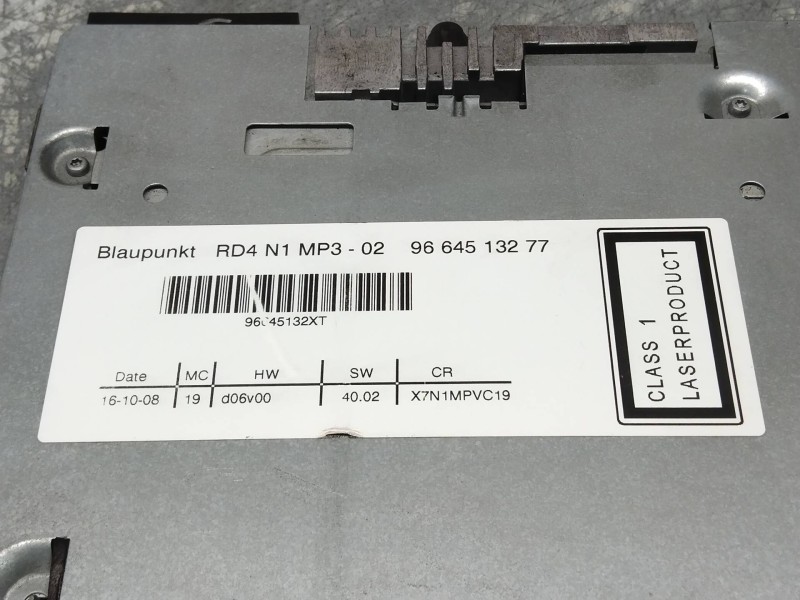 Blaupunkt RD4 N1 MP3 - 02 96 645 132 77
96645132XT
Date MC HW SW CR
16-10-08 19 d06v00 40.02 X7N1MPVC19
CLASS 1
LASERPRODUCT